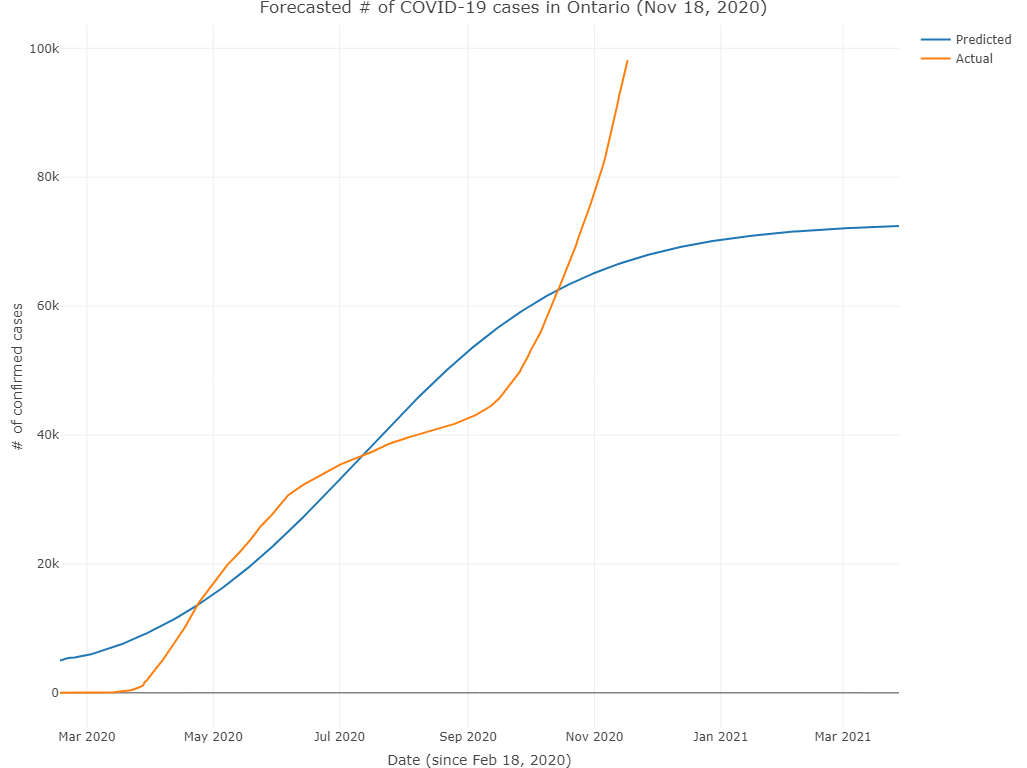 Forecasted # of COVID-19 cases in Ontario (Nov 18, 2020)
Predicted
Actual
100k
80k
60k
40k
20k
0
# of confirmed cases
Mar 2020
May 2020
Jul 2020
Sep 2020
Nov 2020
Jan 2021
Mar 2021
Date (since Feb 18, 2020)